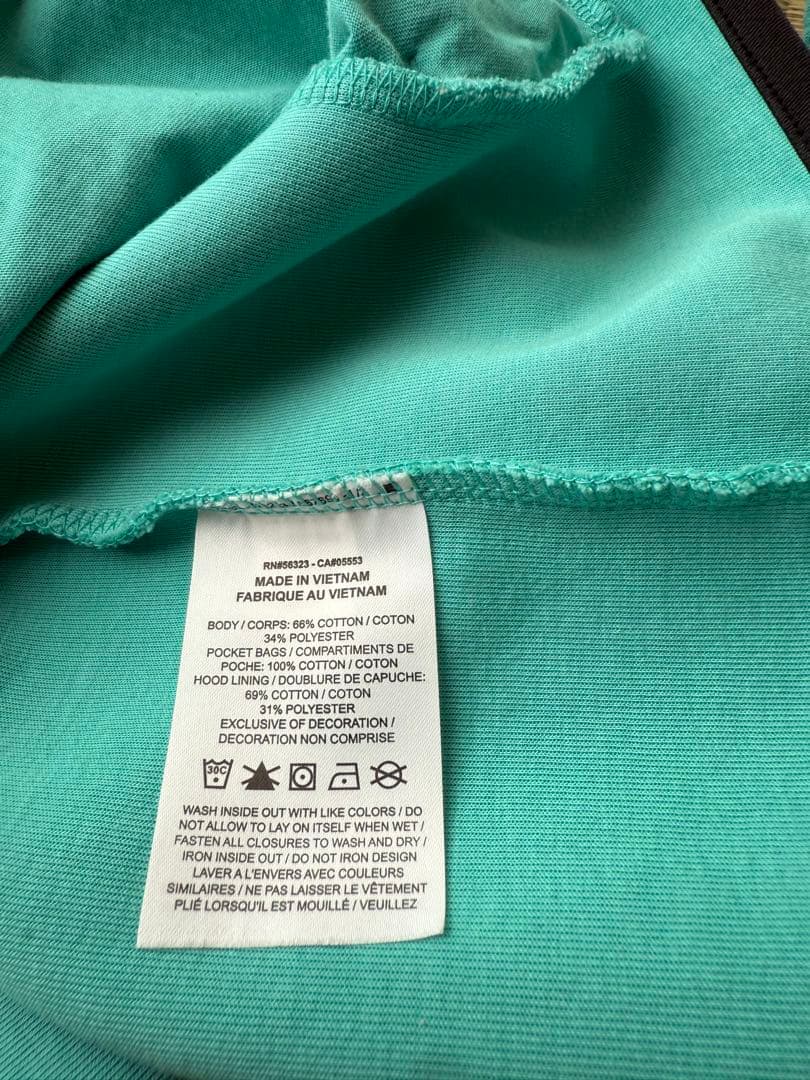 RN#56323 - CA#05553
MADE IN VIETNAM
FABRIQUE AU VIETNAM
BODY / CORPS: 66% COTTON / COTON
34% POLYESTER
POCKET BAGS / COMPARTIMENTS DE
POCHE: 100% COTTON / COTON
HOOD LINING / DOUBLURE DE CAPUCHE:
69% COTTON / COTON
31% POLYESTER
EXCLUSIVE OF DECORATION /
DECORATION NON COMPRISE
30C
WASH INSIDE OUT WITH LIKE COLORS / DO
NOT ALLOW TO LAY ON ITSELF WHEN WET /
FASTEN ALL CLOSURES TO WASH AND DRY /
IRON INSIDE OUT / DO NOT IRON DESIGN
LAVER A L'ENVERS AVEC COULEURS
SIMILAIRES / NE PAS LAISSER LE VÊTEMENT
PLIÉ LORSQU'IL EST MOUILLÉ / VEUILLEZ